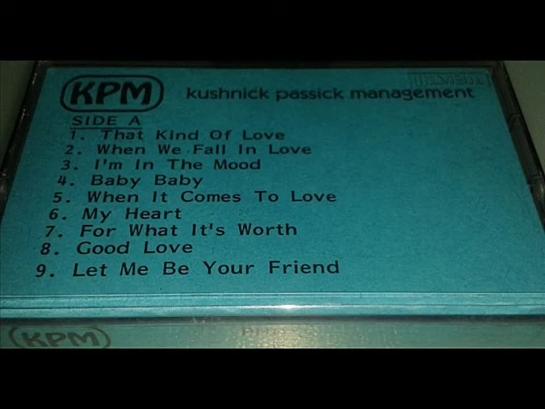 KPM
kushnick passick management
SIDE A
1. That Kind Of Love
2. When We Fall In Love
3. I'm In The Mood
4. Baby Baby
5. When It Comes To Love
6. My Heart
7. For What It's Worth
8. Good Love
9. Let Me Be Your Friend
KPM